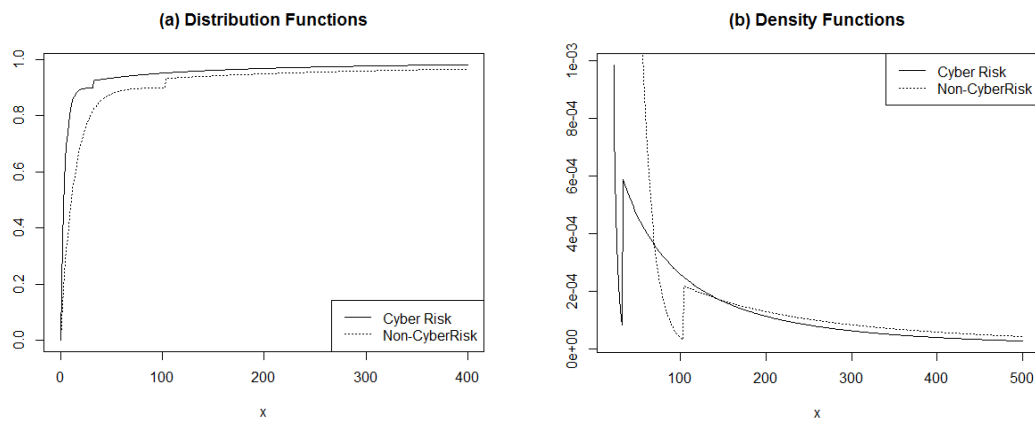 (a) Distribution Functions
1.0
0.8
0.6
0.4
0.2
0.0
Cyber Risk
Non-CyberRisk
0 100 200 300 400
x
(b) Density Functions
1e-03
8e-04
6e-04
4e-04
2e-04
0e+00
Cyber Risk
Non-CyberRisk
100 200 300 400 500
x